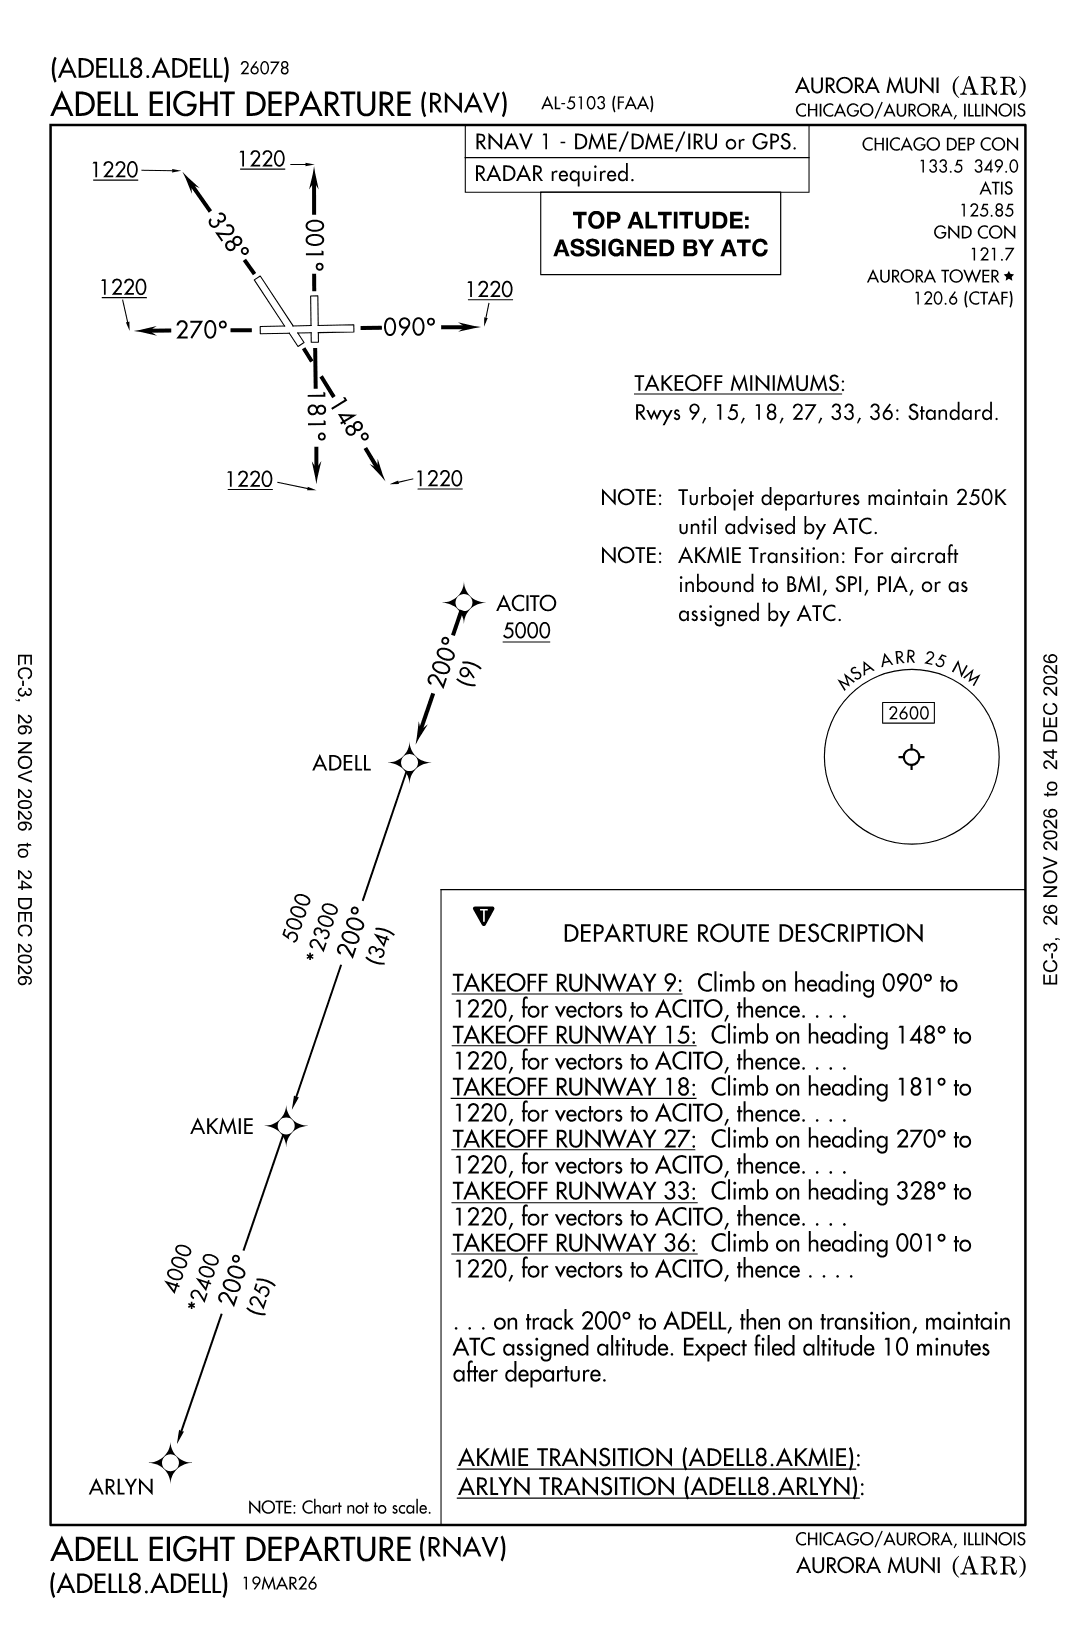 (ADELL8.ADELL) 26078
ADELL EIGHT DEPARTURE (RNAV)
AL-5103 (FAA)
AURORA MUNI (ARR)
CHICAGO/AURORA, ILLINOIS
RNAV 1 - DME/DME/IRU or GPS.
RADAR required.
TOP ALTITUDE:
ASSIGNED BY ATC
CHICAGO DEP CON
133.5 349.0
ATIS
125.85
GND CON
121.7
AURORA TOWER ★
120.6 (CTAF)
1220
1220
328°
001°
1220
1220
270°
090°
181°
148°
1220
1220
TAKEOFF MINIMUMS:
Rwys 9, 15, 18, 27, 33, 36: Standard.
NOTE: Turbojet departures maintain 250K
until advised by ATC.
NOTE: AKMIE Transition: For aircraft
inbound to BMI, SPI, PIA, or as
assigned by ATC.
ACITO
5000
200°
(9)
ADELL
MSA ARR 25 NM
2600
5000
*2300
200°
(34)
AKMIE
4000
*2400
200°
(25)
ARLYN
NOTE: Chart not to scale.
T
DEPARTURE ROUTE DESCRIPTION
TAKEOFF RUNWAY 9: Climb on heading 090° to
1220, for vectors to ACITO, thence. . . .
TAKEOFF RUNWAY 15: Climb on heading 148° to
1220, for vectors to ACITO, thence. . . .
TAKEOFF RUNWAY 18: Climb on heading 181° to
1220, for vectors to ACITO, thence. . . .
TAKEOFF RUNWAY 27: Climb on heading 270° to
1220, for vectors to ACITO, thence. . . .
TAKEOFF RUNWAY 33: Climb on heading 328° to
1220, for vectors to ACITO, thence. . . .
TAKEOFF RUNWAY 36: Climb on heading 001° to
1220, for vectors to ACITO, thence . . . .
. . . on track 200° to ADELL, then on transition, maintain
ATC assigned altitude. Expect filed altitude 10 minutes
after departure.
AKMIE TRANSITION (ADELL8.AKMIE):
ARLYN TRANSITION (ADELL8.ARLYN):
EC-3, 26 NOV 2026 to 24 DEC 2026
EC-3, 26 NOV 2026 to 24 DEC 2026
ADELL EIGHT DEPARTURE (RNAV)
(ADELL8.ADELL) 19MAR26
CHICAGO/AURORA, ILLINOIS
AURORA MUNI (ARR)